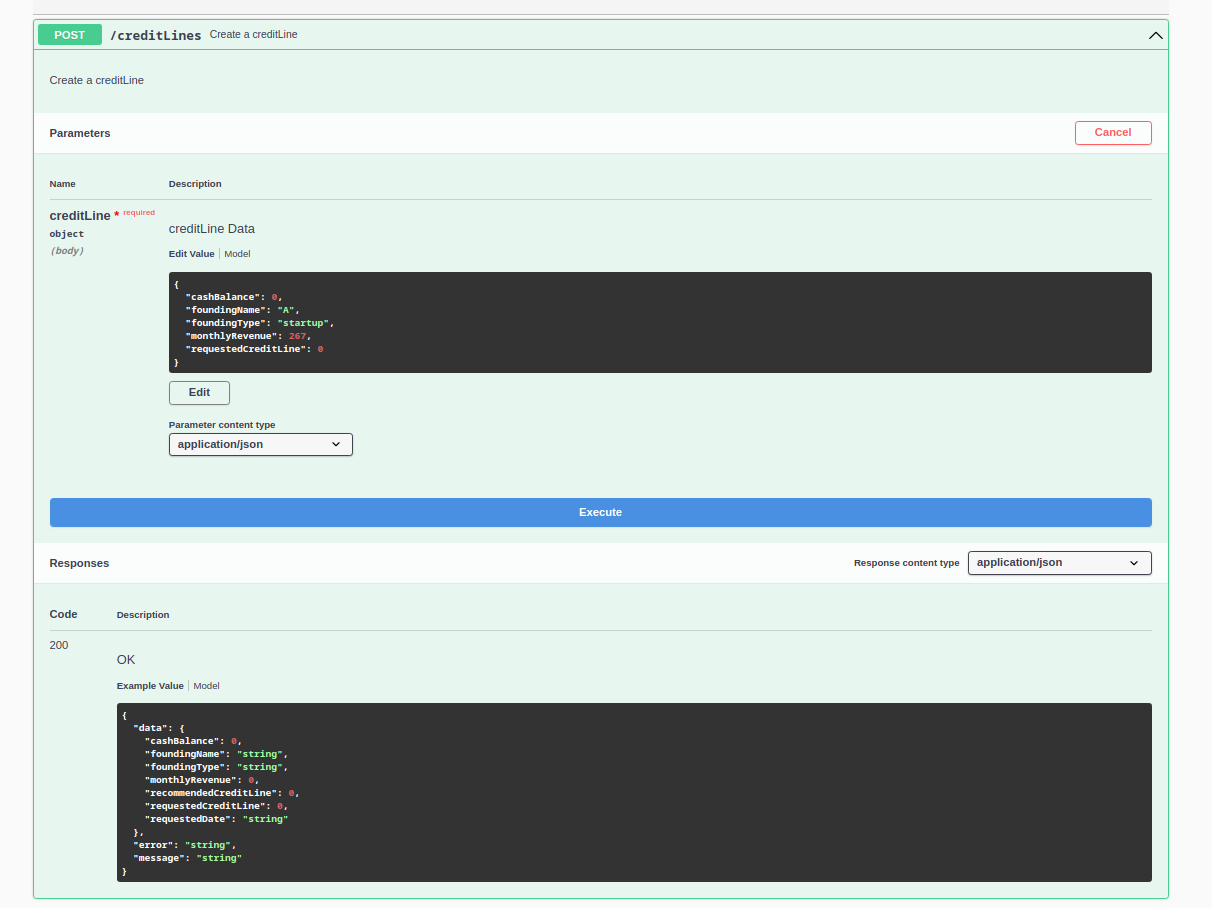 POST /creditLines Create a creditLine
Create a creditLine
Parameters Cancel
Name Description
creditLine * required
object
(body)
creditLine Data
Edit Value | Model
{
  "cashBalance": 0,
  "foundingName": "A",
  "foundingType": "startup",
  "monthlyRevenue": 267,
  "requestedCreditLine": 0
}
Edit
Parameter content type
application/json
Execute
Responses Response content type application/json
Code Description
200
OK
Example Value | Model
{
  "data": {
    "cashBalance": 0,
    "foundingName": "string",
    "foundingType": "string",
    "monthlyRevenue": 0,
    "recommendedCreditLine": 0,
    "requestedCreditLine": 0,
    "requestedDate": "string"
  },
  "error": "string",
  "message": "string"
}